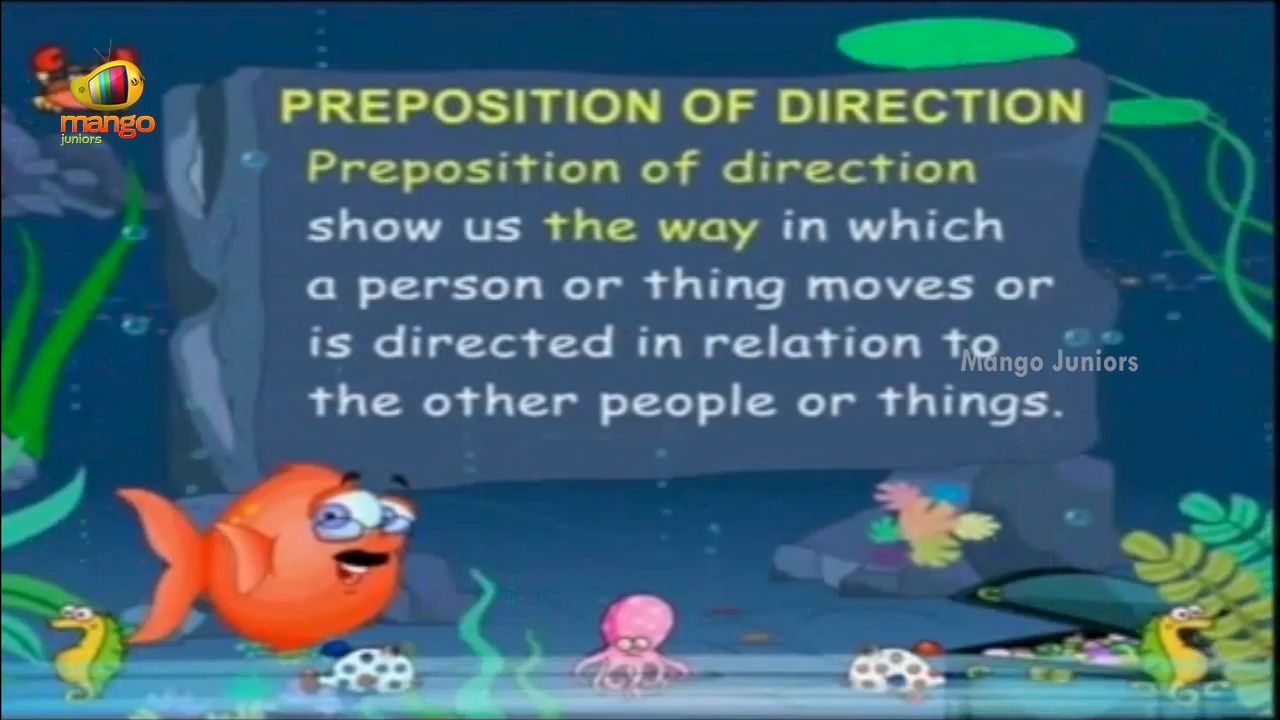 mango
juniors
PREPOSITION OF DIRECTION
Preposition of direction
show us the way in which
a person or thing moves or
is directed in relation to
Mango Juniors
the other people or things.